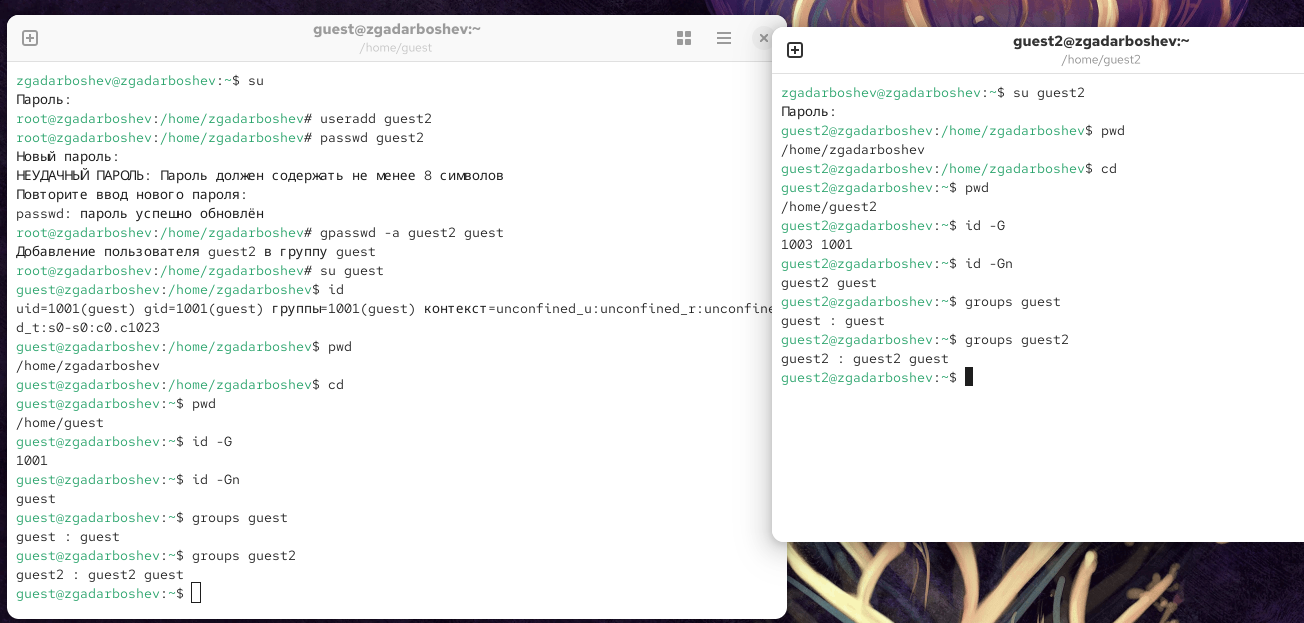 guest@zgadarboshev:~
/home/guest
zgadarboshev@zgadarboshev:~$ su
Пароль:
root@zgadarboshev:/home/zgadarboshev# useradd guest2
root@zgadarboshev:/home/zgadarboshev# passwd guest2
Новый пароль:
НЕУДАЧНЫЙ ПАРОЛЬ: Пароль должен содержать не менее 8 символов
Повторите ввод нового пароля:
passwd: пароль успешно обновлён
root@zgadarboshev:/home/zgadarboshev# gpasswd -a guest2 guest
Добавление пользователя guest2 в группу guest
root@zgadarboshev:/home/zgadarboshev# su guest
guest@zgadarboshev:/home/zgadarboshev$ id
uid=1001(guest) gid=1001(guest) группы=1001(guest) контекст=unconfined_u:unconfined_r:unconfine
d_t:s0-s0:c0.c1023
guest@zgadarboshev:/home/zgadarboshev$ pwd
/home/zgadarboshev
guest@zgadarboshev:/home/zgadarboshev$ cd
guest@zgadarboshev:~$ pwd
/home/guest
guest@zgadarboshev:~$ id -G
1001
guest@zgadarboshev:~$ id -Gn
guest
guest@zgadarboshev:~$ groups guest
guest : guest
guest@zgadarboshev:~$ groups guest2
guest2 : guest2 guest
guest@zgadarboshev:~$
guest2@zgadarboshev:~
/home/guest2
zgadarboshev@zgadarboshev:~$ su guest2
Пароль:
guest2@zgadarboshev:/home/zgadarboshev$ pwd
/home/zgadarboshev
guest2@zgadarboshev:/home/zgadarboshev$ cd
guest2@zgadarboshev:~$ pwd
/home/guest2
guest2@zgadarboshev:~$ id -G
1003 1001
guest2@zgadarboshev:~$ id -Gn
guest2 guest
guest2@zgadarboshev:~$ groups guest
guest : guest
guest2@zgadarboshev:~$ groups guest2
guest2 : guest2 guest
guest2@zgadarboshev:~$